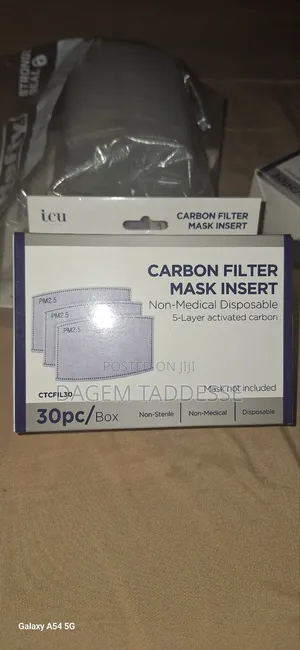 STRONG
SEAL
icu
CARBON FILTER
MASK INSERT
CARBON FILTER
MASK INSERT
Non-Medical Disposable
5-Layer activated carbon
PM2.5
PM2.5
PM2.5
POSTED ON JIJI
DAGEM TADDESSE
Mask not included
CTCFIL30
30pc/Box
Non-Sterile | Non-Medical | Disposable
Galaxy A54 5G